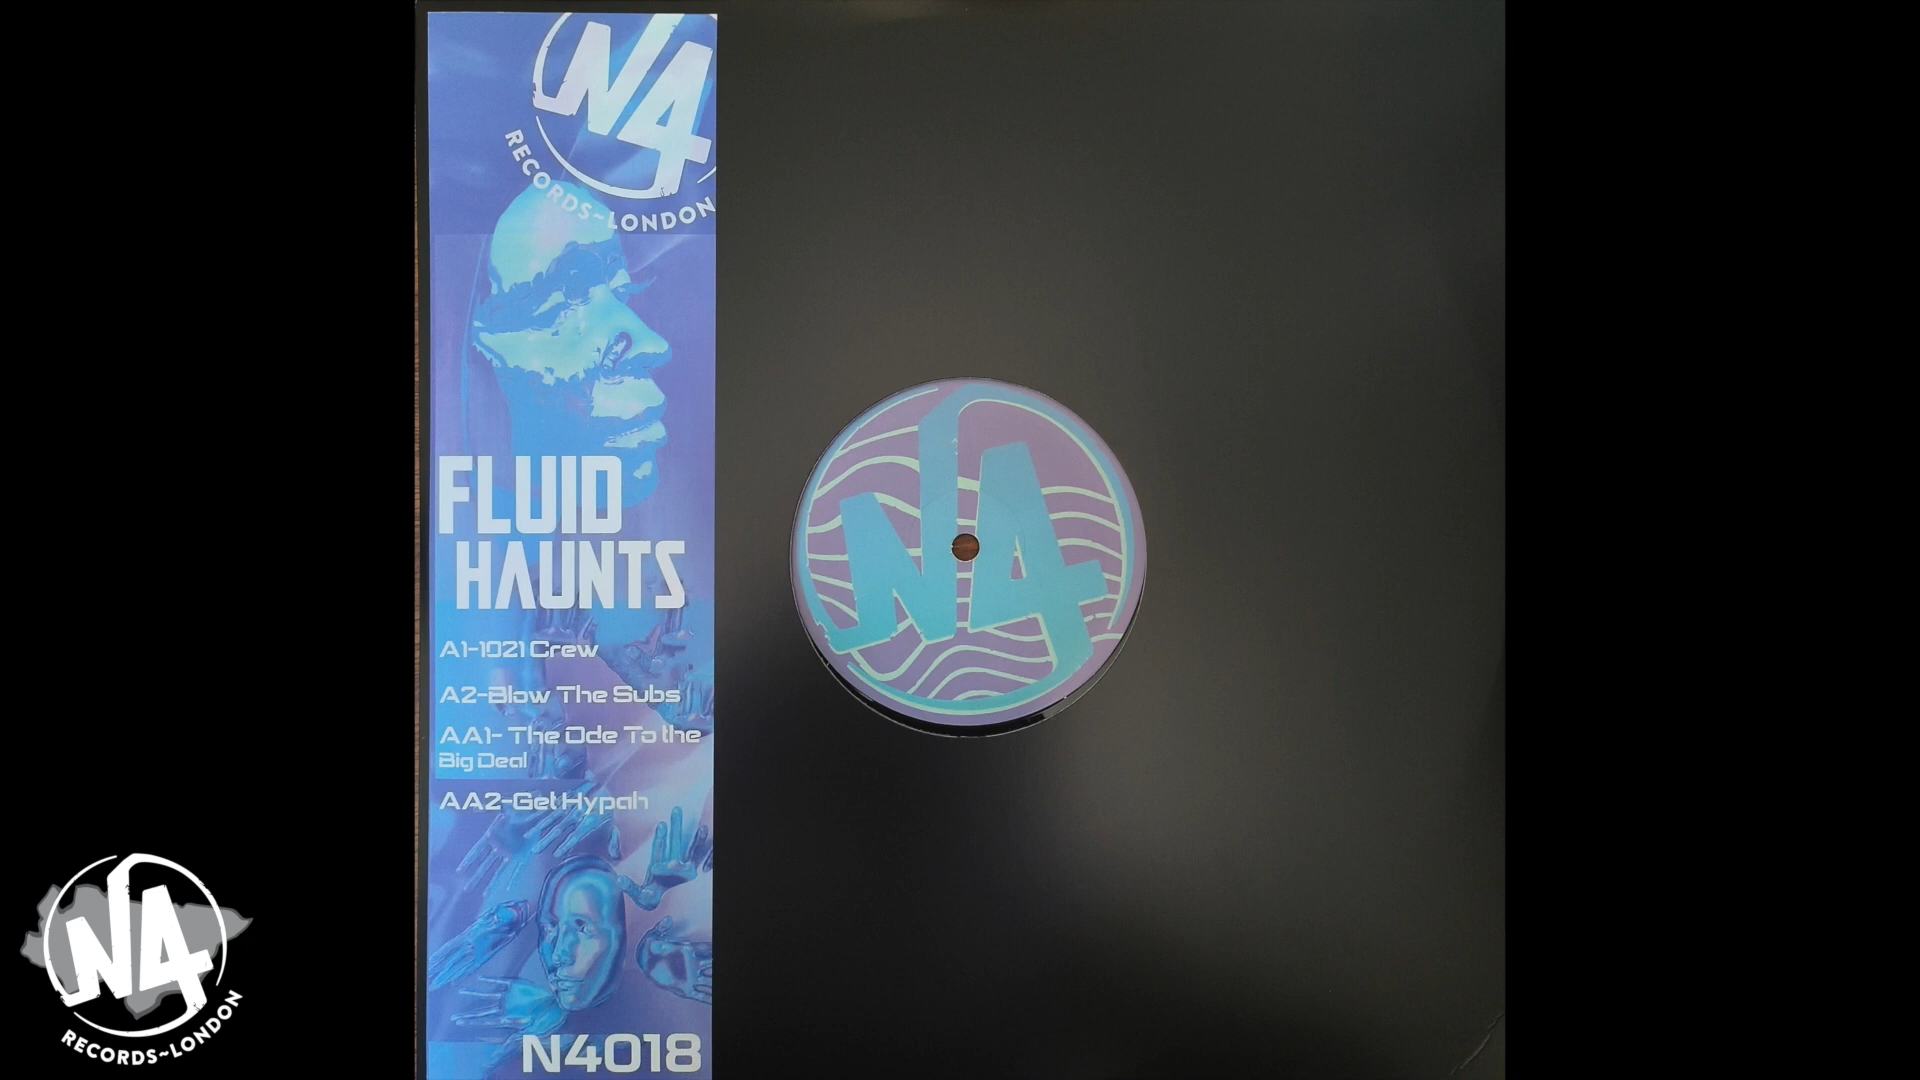 N4
RECORDS~LONDON
FLUID
HAUNTS
A1-1021 Crew
A2-Blow The Subs
AA1- The Ode To the
Big Deal
AA2-Get Hypah
N4018
N4
N4
RECORDS~LONDON